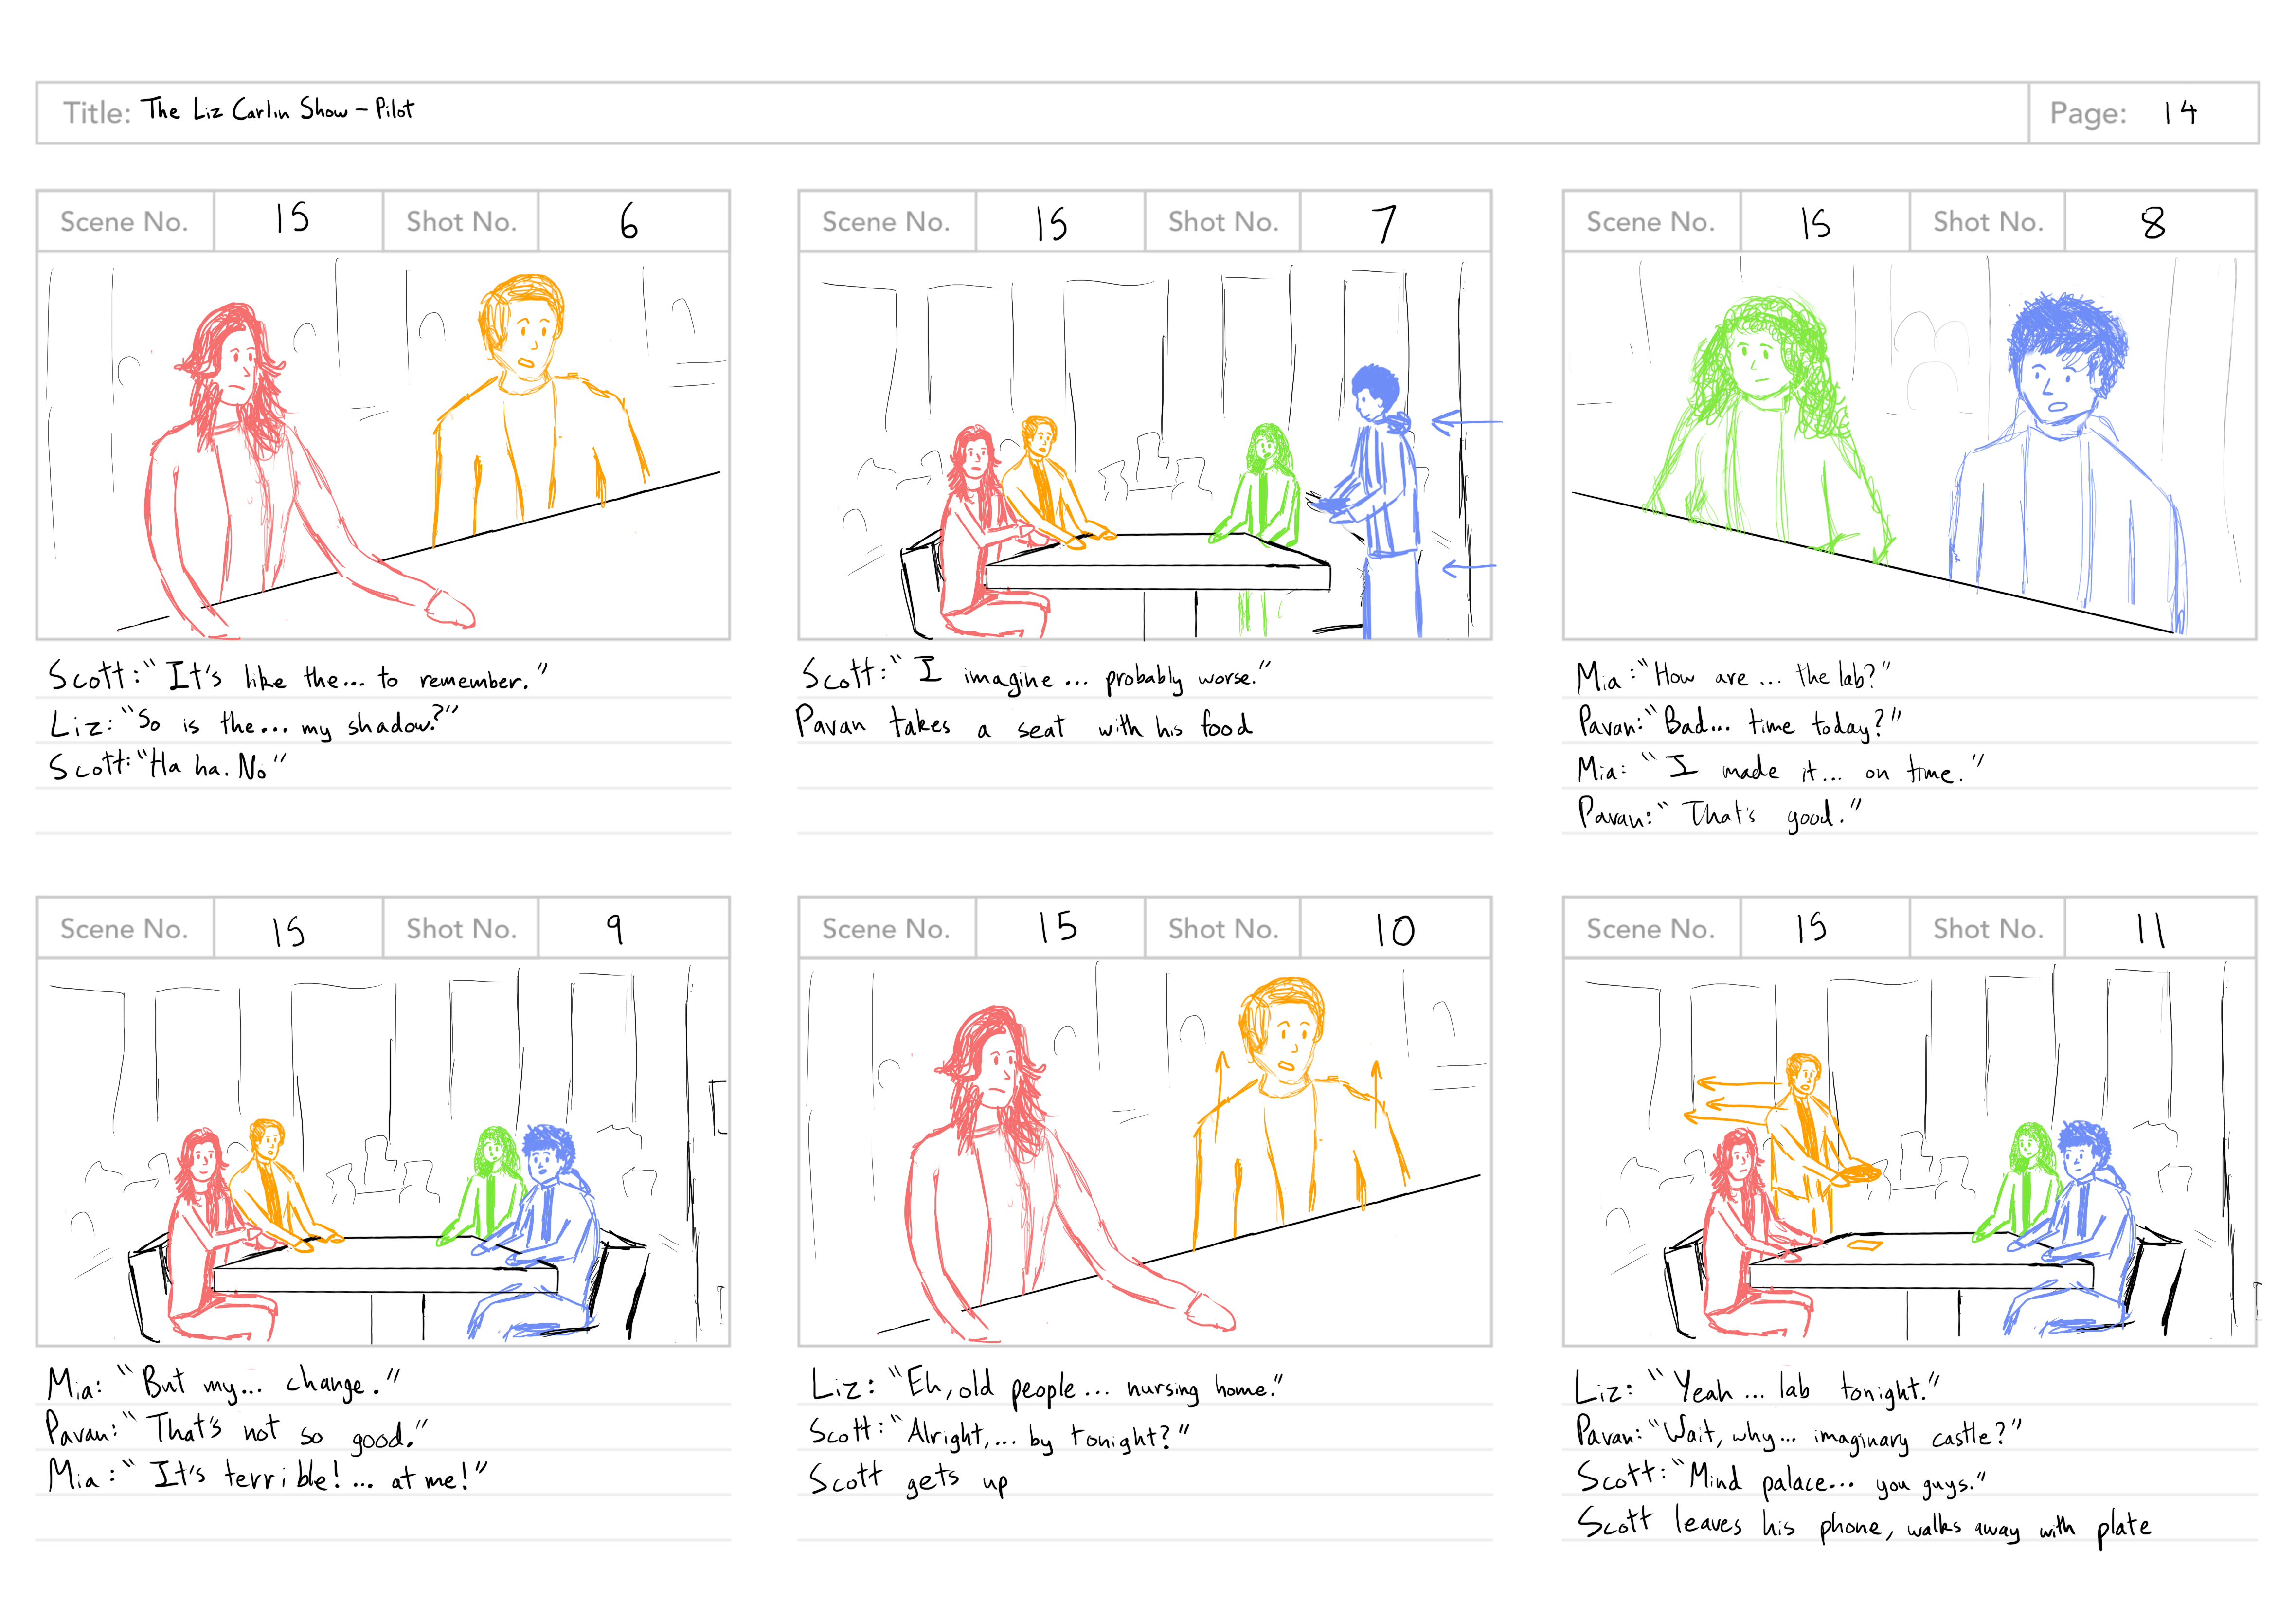 Title: The Liz Carlin Show - Pilot
Page: 14
Scene No. 15 Shot No. 6
Scott: "It's like the... to remember."
Liz: "So is the... my shadow?"
Scott: "Ha ha. No"
Scene No. 15 Shot No. 7
Scott: "I imagine... probably worse."
Pavan takes a seat with his food
Scene No. 15 Shot No. 8
Mia: "How are... the lab?"
Pavan: "Bad... time today?"
Mia: "I made it... on time."
Pavan: "That's good."
Scene No. 15 Shot No. 9
Mia: "But my... change."
Pavan: "That's not so good."
Mia: "It's terrible!... at me!"
Scene No. 15 Shot No. 10
Liz: "Eh, old people... nursing home."
Scott: "Alright,... by tonight?"
Scott gets up
Scene No. 15 Shot No. 11
Liz: "Yeah... lab tonight."
Pavan: "Wait, why... imaginary castle?"
Scott: "Mind palace... you guys."
Scott leaves his phone, walks away with plate